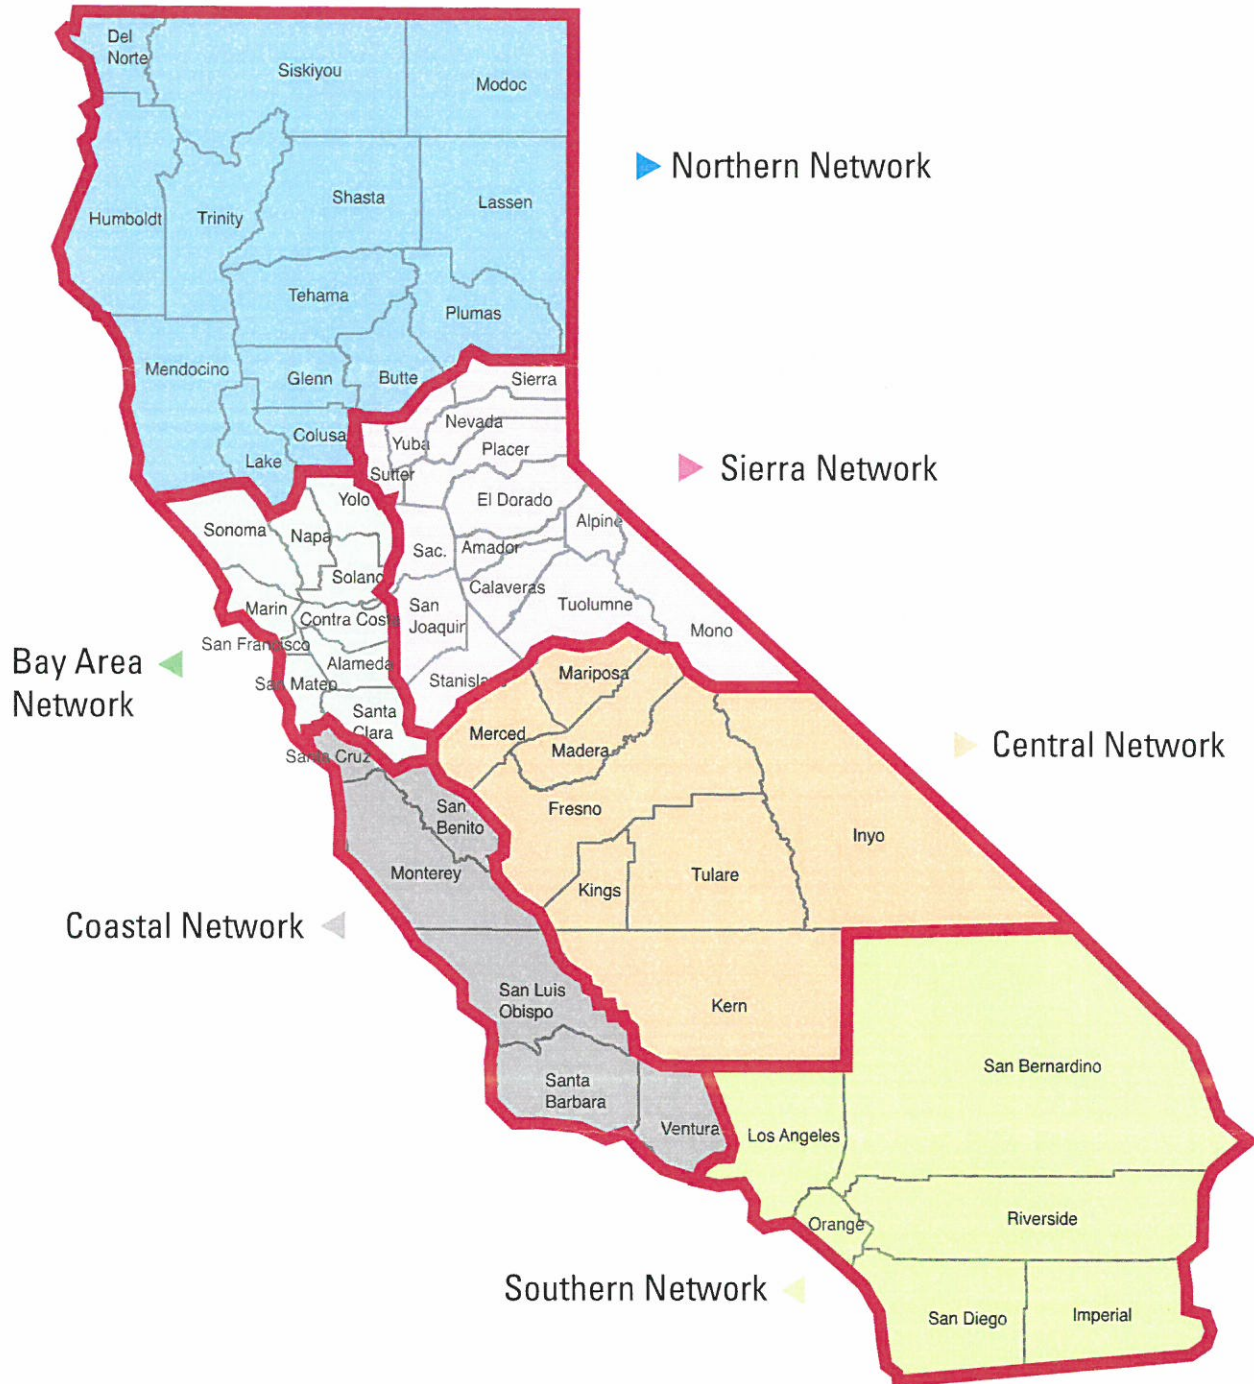 Del
Norte
Siskiyou
Modoc
Northern Network
Shasta
Lassen
Humboldt
Trinity
Tehama
Plumas
Mendocino
Glenn
Butte
Sierra
Nevada
Colusa
Yuba
Placer
Lake
Sutter
Sierra Network
Yolo
El Dorado
Sonoma
Napa
Alpine
Sac.
Amador
Solano
Calaveras
Marin
San
Joaquin
Tuolumne
Contra Costa
Mono
San Francisco
Bay Area
Network
Alameda
Mariposa
San Mateo
Stanisla
Santa
Clara
Merced
Madera
Central Network
Santa Cruz
San
Benito
Fresno
Inyo
Monterey
Kings
Tulare
Coastal Network
San Luis
Obispo
Kern
San Bernardino
Santa
Barbara
Ventura
Los Angeles
Orange
Riverside
Southern Network
San Diego
Imperial